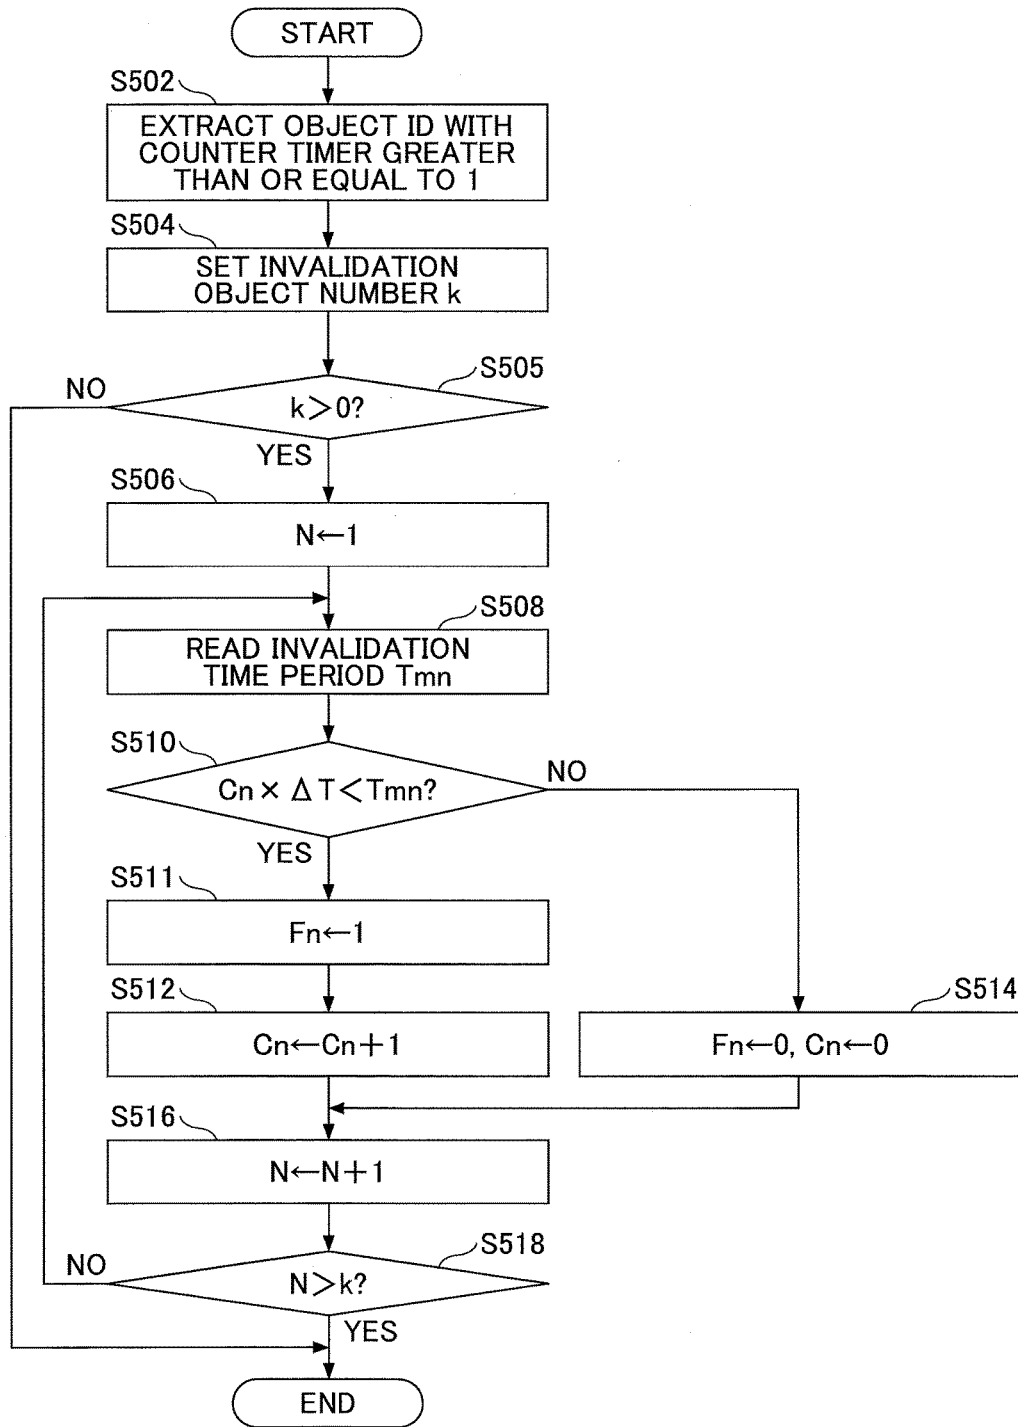 START
S502
EXTRACT OBJECT ID WITH
COUNTER TIMER GREATER
THAN OR EQUAL TO 1
S504
SET INVALIDATION
OBJECT NUMBER k
S505
NO
k>0?
YES
S506
N←1
S508
READ INVALIDATION
TIME PERIOD Tmn
S510
Cn × ΔT<Tmn?
NO
YES
S511
Fn←1
S512
Cn←Cn+1
S514
Fn←0, Cn←0
S516
N←N+1
S518
NO
N>k?
YES
END